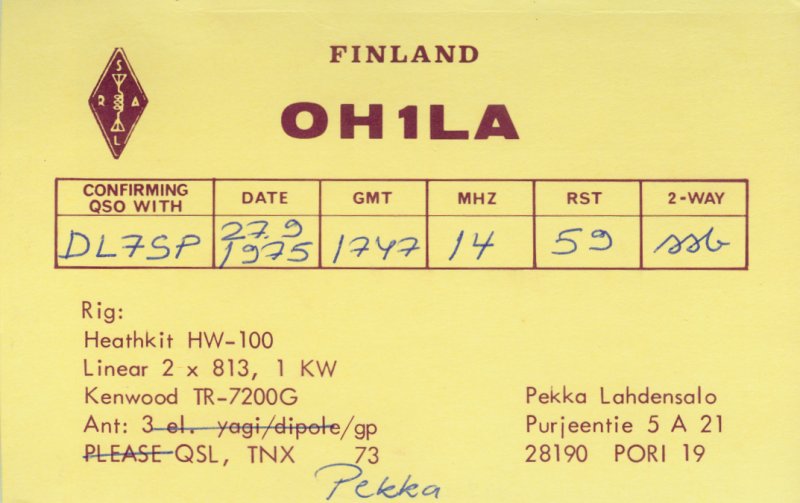 S
R A
L
FINLAND
OH1LA
CONFIRMING QSO WITH DATE GMT MHZ RST 2-WAY
DL7SP 27.9 1975 1747 14 59 ssb
Rig:
Heathkit HW-100
Linear 2 x 813, 1 KW
Kenwood TR-7200G
Ant: 3 el. yagi/dipole/gp
PLEASE QSL, TNX 73
Pekka
Pekka Lahdensalo
Purjeentie 5 A 21
28190 PORI 19